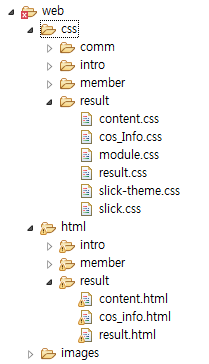 web
css
comm
intro
member
result
content.css
cos_Info.css
module.css
result.css
slick-theme.css
slick.css
html
intro
member
result
content.html
cos_info.html
result.html
images